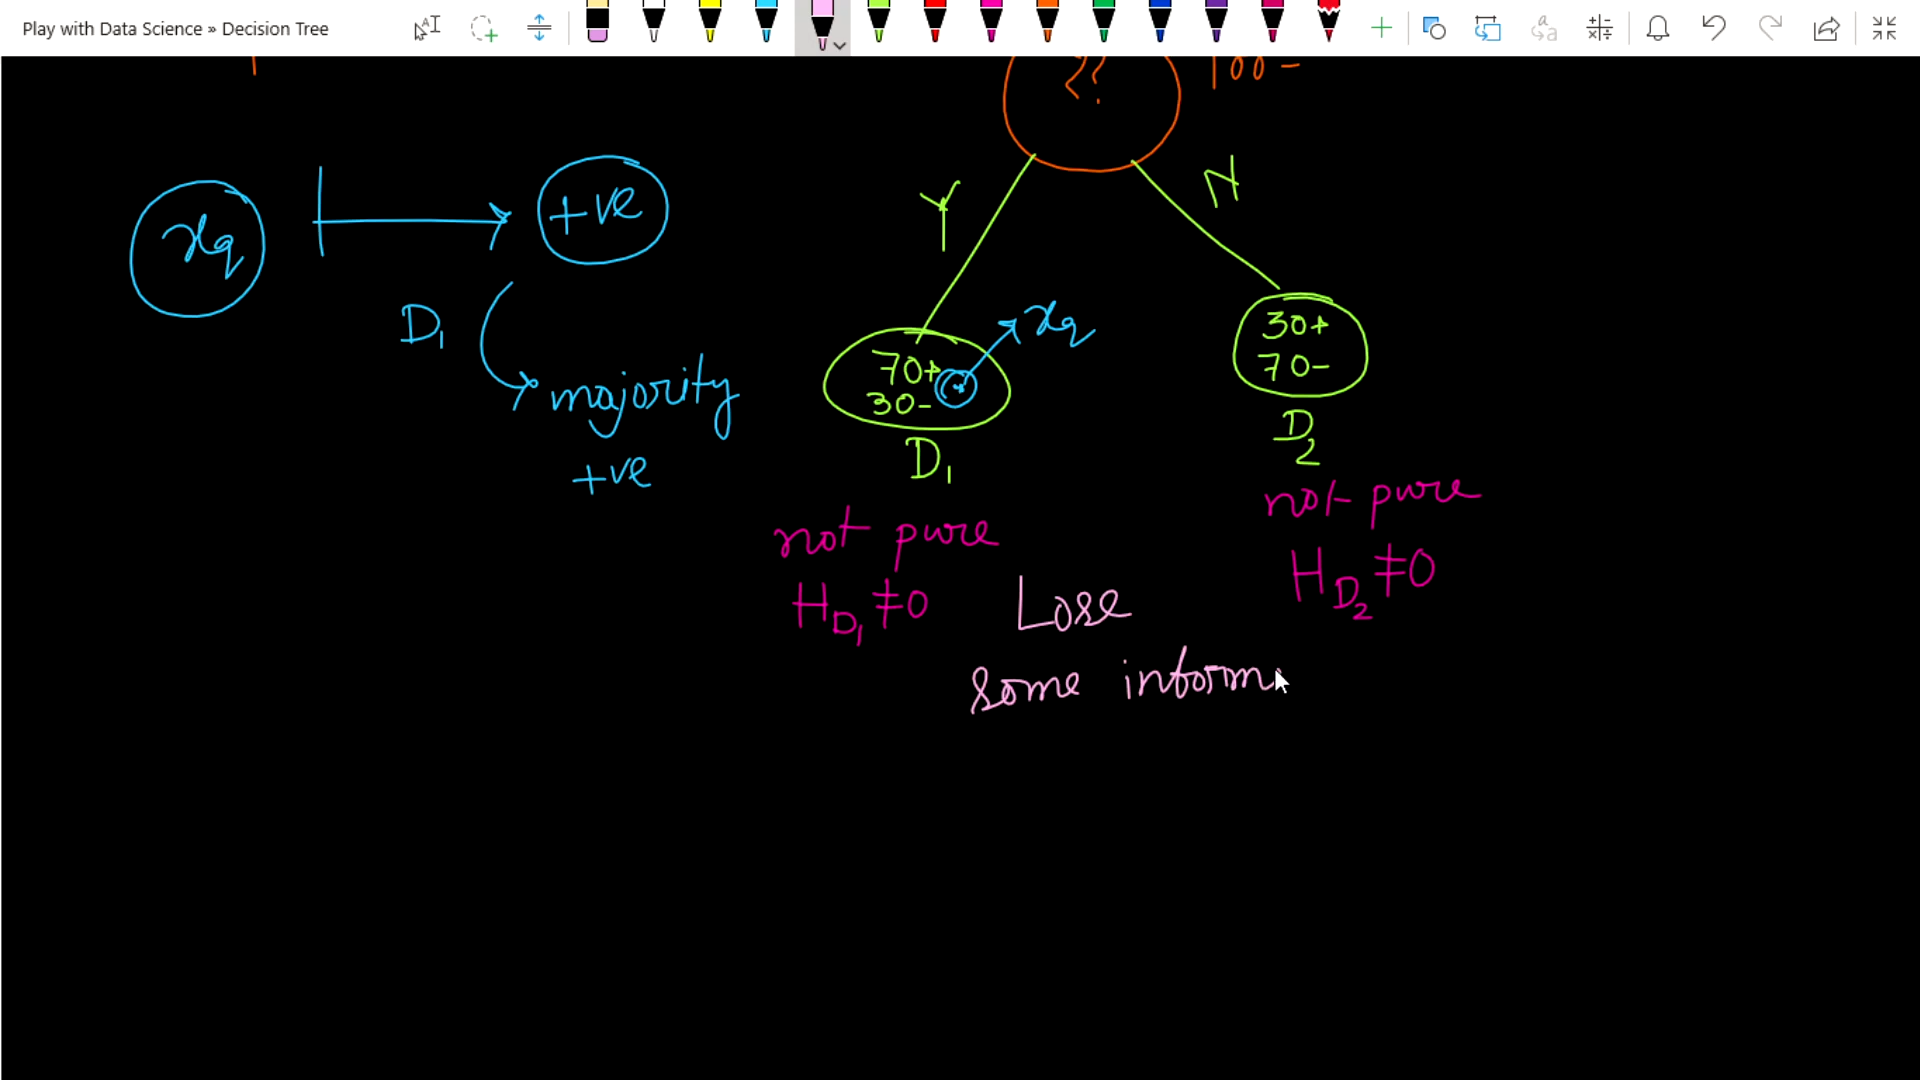 Play with Data Science » Decision Tree
??
100-
Y
N
xq
+ve
D1
majority
+ve
xq
70+
30-
D1
30+
70-
D2
not pure
HD1≠0
not pure
HD2≠0
Lose
some inform